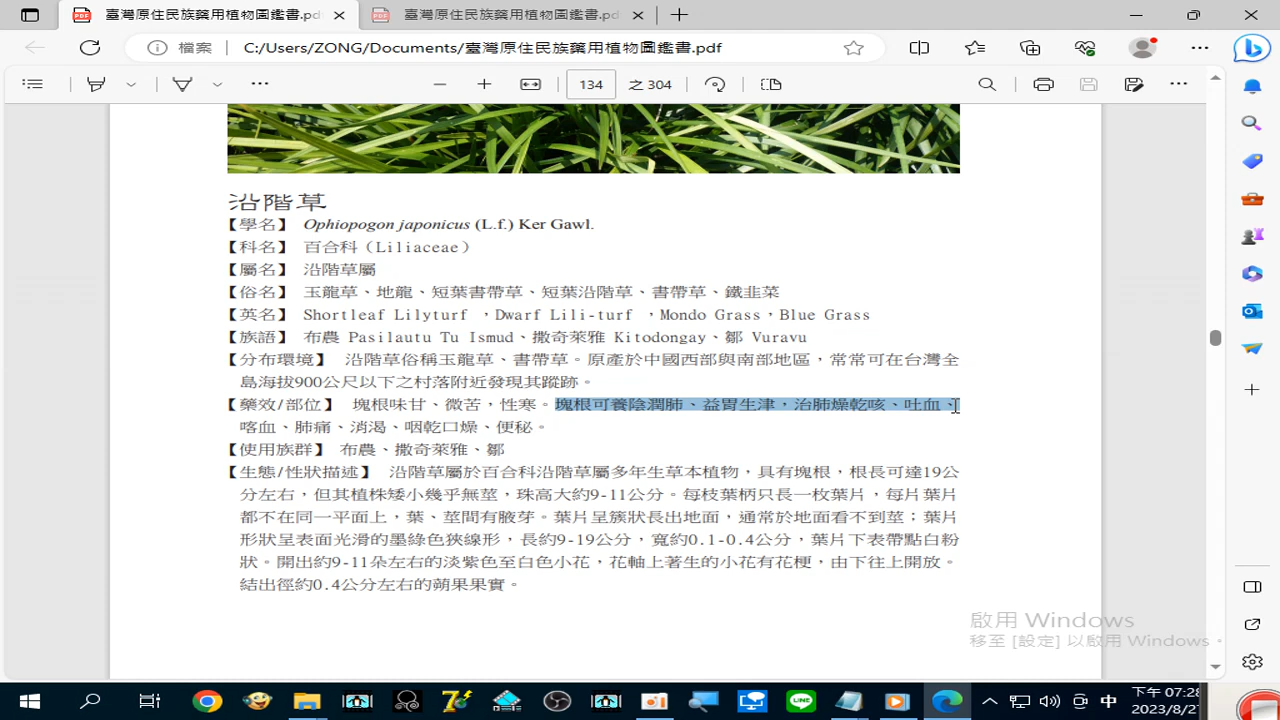 臺灣原住民族藥用植物圖鑑書.pd
臺灣原住民族藥用植物圖鑑書.pdf
檔案
C:/Users/ZONG/Documents/臺灣原住民族藥用植物圖鑑書.pdf
134
之 304
沿階草
【學名】 Ophiopogon japonicus (L.f.) Ker Gawl.
【科名】 百合科（Liliaceae）
【屬名】 沿階草屬
【俗名】 玉龍草、地龍、短葉書帶草、短葉沿階草、書帶草、鐵韭菜
【英名】 Shortleaf Lilyturf ，Dwarf Lili-turf ，Mondo Grass，Blue Grass
【族語】 布農 Pasilautu Tu Ismud、撒奇萊雅 Kitodongay、鄒 Vuravu
【分布環境】 沿階草俗稱玉龍草、書帶草。原產於中國西部與南部地區，常常可在台灣全
島海拔900公尺以下之村落附近發現其蹤跡。
【藥效/部位】 塊根味甘、微苦，性寒。塊根可養陰潤肺、益胃生津，治肺燥乾咳、吐血、
喀血、肺痛、消渴、咽乾口燥、便秘。
【使用族群】 布農、撒奇萊雅、鄒
【生態/性狀描述】 沿階草屬於百合科沿階草屬多年生草本植物，具有塊根，根長可達19公
分左右，但其植株矮小幾乎無莖，珠高大約9-11公分。每枝葉柄只長一枚葉片，每片葉片
都不在同一平面上，葉、莖間有腋芽。葉片呈簇狀長出地面，通常於地面看不到莖；葉片
形狀呈表面光滑的墨綠色狹線形，長約9-19公分，寬約0.1-0.4公分，葉片下表帶點白粉
狀。開出約9-11朵左右的淡紫色至白色小花，花軸上著生的小花有花梗，由下往上開放。
結出徑約0.4公分左右的蒴果果實。
啟用 Windows
移至 [設定] 以啟用 Windows。
中
下午 07:28
2023/8/2